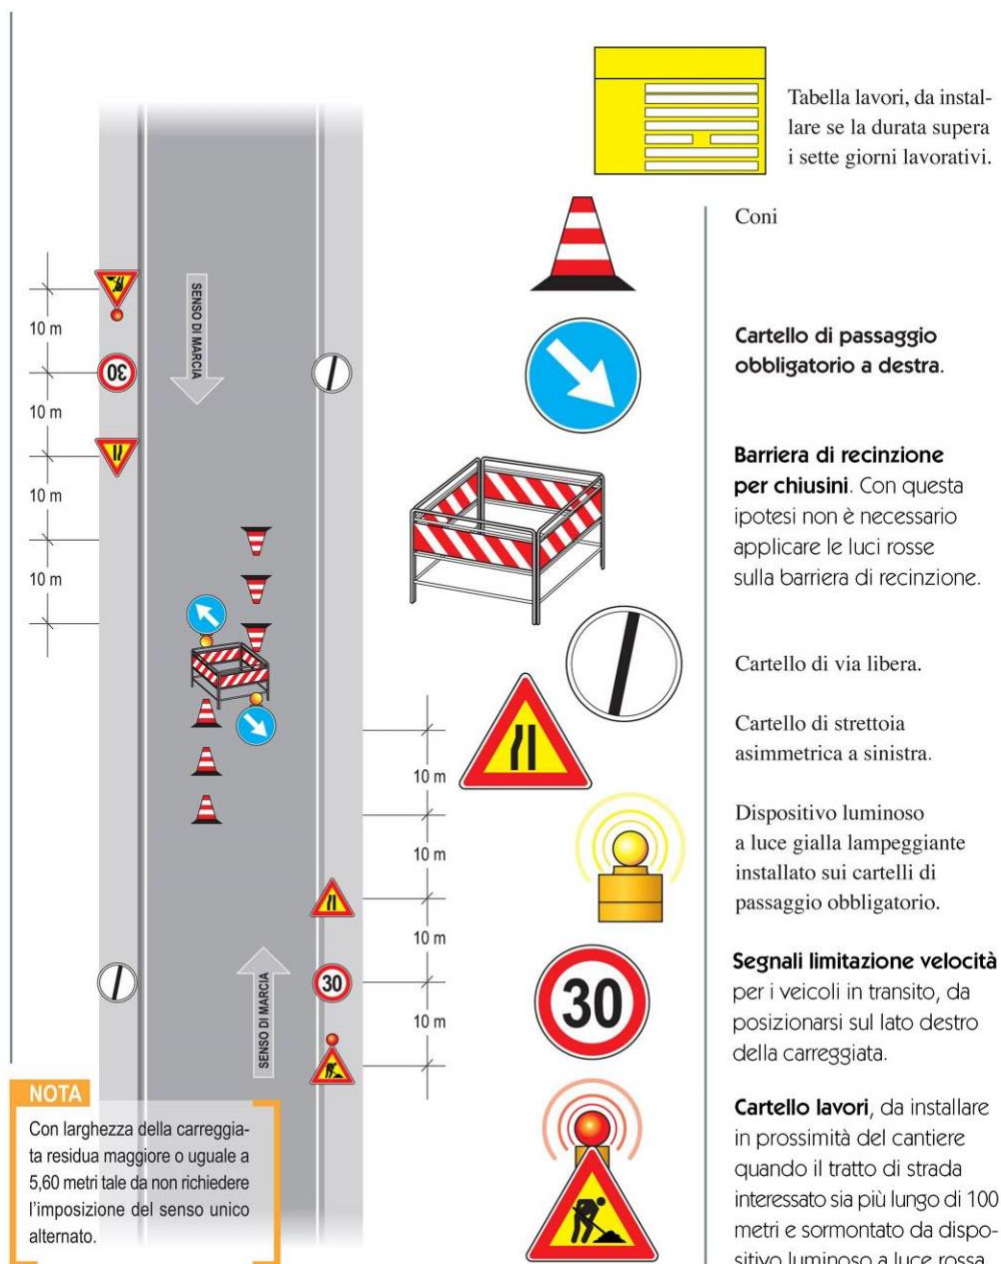 Tabella lavori, da instal-
lare se la durata supera
i sette giorni lavorativi.
Coni
Cartello di passaggio
obbligatorio a destra.
Barriera di recinzione
per chiusini. Con questa
ipotesi non è necessario
applicare le luci rosse
sulla barriera di recinzione.
Cartello di via libera.
Cartello di strettoia
asimmetrica a sinistra.
Dispositivo luminoso
a luce gialla lampeggiante
installato sui cartelli di
passaggio obbligatorio.
Segnali limitazione velocità
per i veicoli in transito, da
posizionarsi sul lato destro
della carreggiata.
Cartello lavori, da installare
in prossimità del cantiere
quando il tratto di strada
interessato sia più lungo di 100
metri e sormontato da dispo-
sitivo luminoso a luce rossa
SENSO DI MARCIA
10 m
30
10 m
10 m
10 m
10 m
10 m
10 m
30
10 m
SENSO DI MARCIA
30
NOTA
Con larghezza della carreggia-
ta residua maggiore o uguale a
5,60 metri tale da non richiedere
l'imposizione del senso unico
alternato.